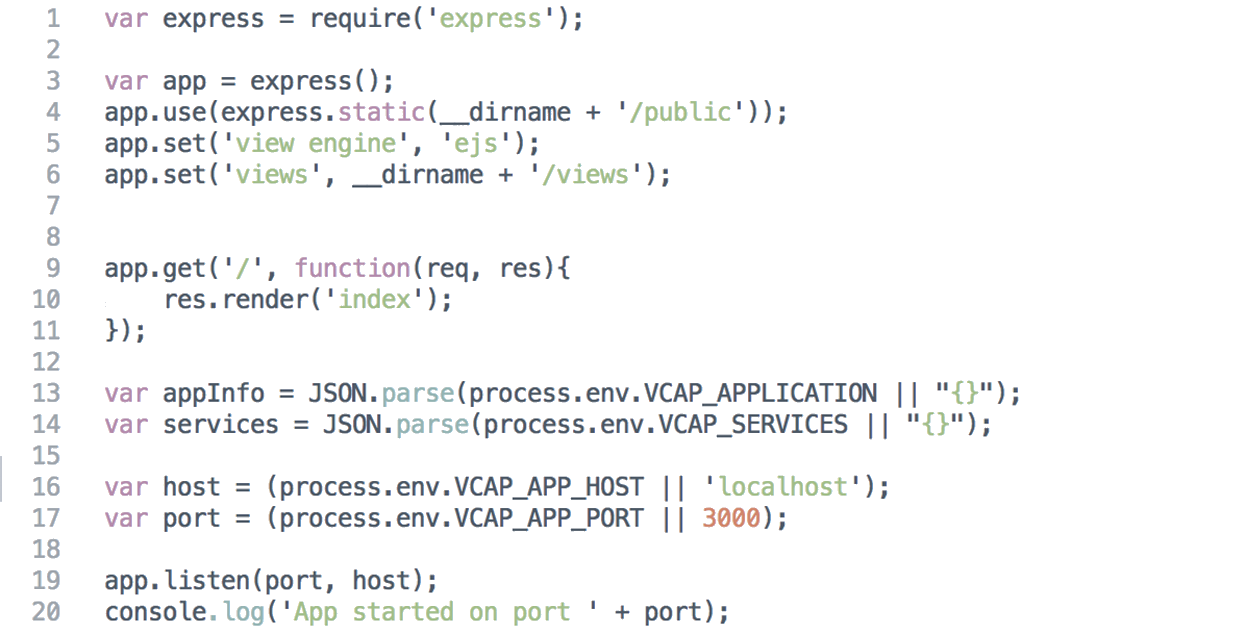 1 var express = require('express');
2
3 var app = express();
4 app.use(express.static(__dirname + '/public'));
5 app.set('view engine', 'ejs');
6 app.set('views', __dirname + '/views');
7
8
9 app.get('/', function(req, res){
10     res.render('index');
11 });
12
13 var appInfo = JSON.parse(process.env.VCAP_APPLICATION || "{}");
14 var services = JSON.parse(process.env.VCAP_SERVICES || "{}");
15
16 var host = (process.env.VCAP_APP_HOST || 'localhost');
17 var port = (process.env.VCAP_APP_PORT || 3000);
18
19 app.listen(port, host);
20 console.log('App started on port ' + port);